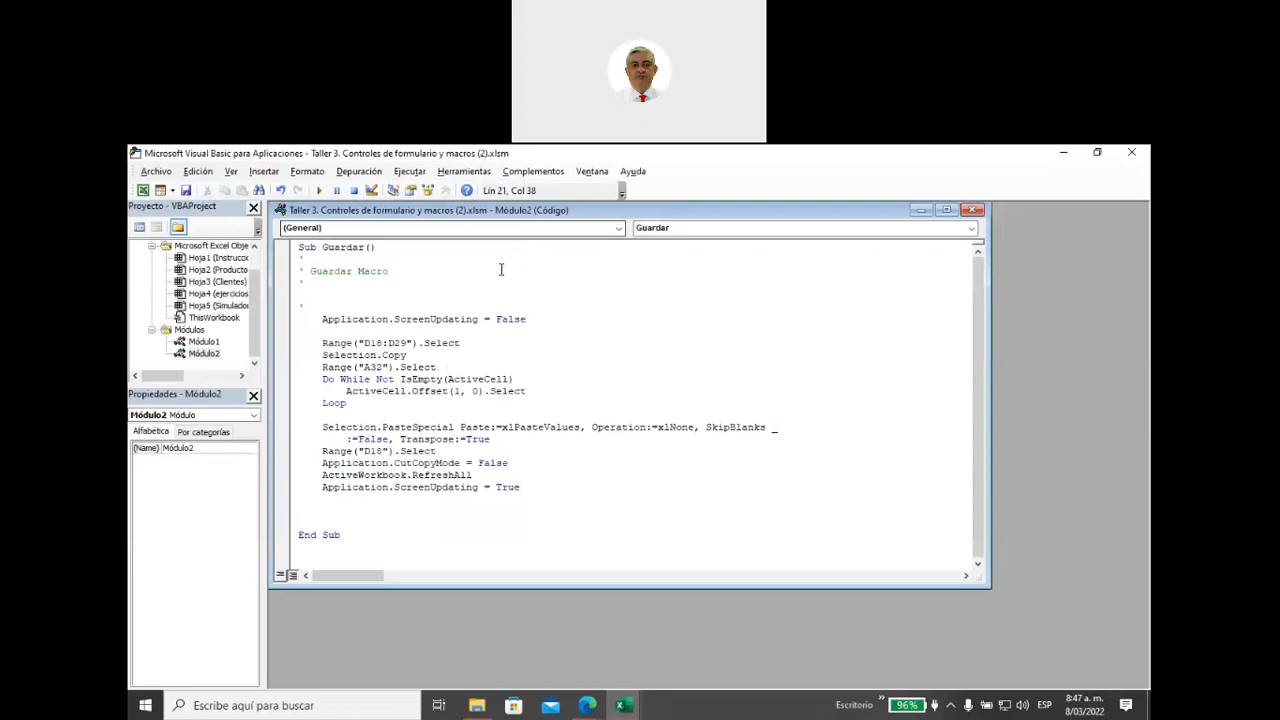 Microsoft Visual Basic para Aplicaciones - Taller 3. Controles de formulario y macros (2).xlsm
Archivo Edición Ver Insertar Formato Depuración Ejecutar Herramientas Complementos Ventana Ayuda
Lín 21, Col 38
Proyecto - VBAProject
Microsoft Excel Obje
Hoja1 (Instrucc
Hoja2 (Producto
Hoja3 (Clientes)
Hoja4 (ejercicios
Hoja5 (Simulador
ThisWorkbook
Módulos
Módulo1
Módulo2
Propiedades - Módulo2
Módulo2 Módulo
Alfabética Por categorías
(Name) Módulo2
Taller 3. Controles de formulario y macros (2).xlsm - Módulo2 (Código)
(General) Guardar
Sub Guardar()
'
' Guardar Macro
'
'
Application.ScreenUpdating = False
Range("D18:D29").Select
Selection.Copy
Range("A32").Select
Do While Not IsEmpty(ActiveCell)
ActiveCell.Offset(1, 0).Select
Loop
Selection.PasteSpecial Paste:=xlPasteValues, Operation:=xlNone, SkipBlanks _
:=False, Transpose:=True
Range("D18").Select
Application.CutCopyMode = False
ActiveWorkbook.RefreshAll
Application.ScreenUpdating = True
End Sub
Escribe aquí para buscar
Escritorio
96%
ESP
8:47 a. m.
8/03/2022